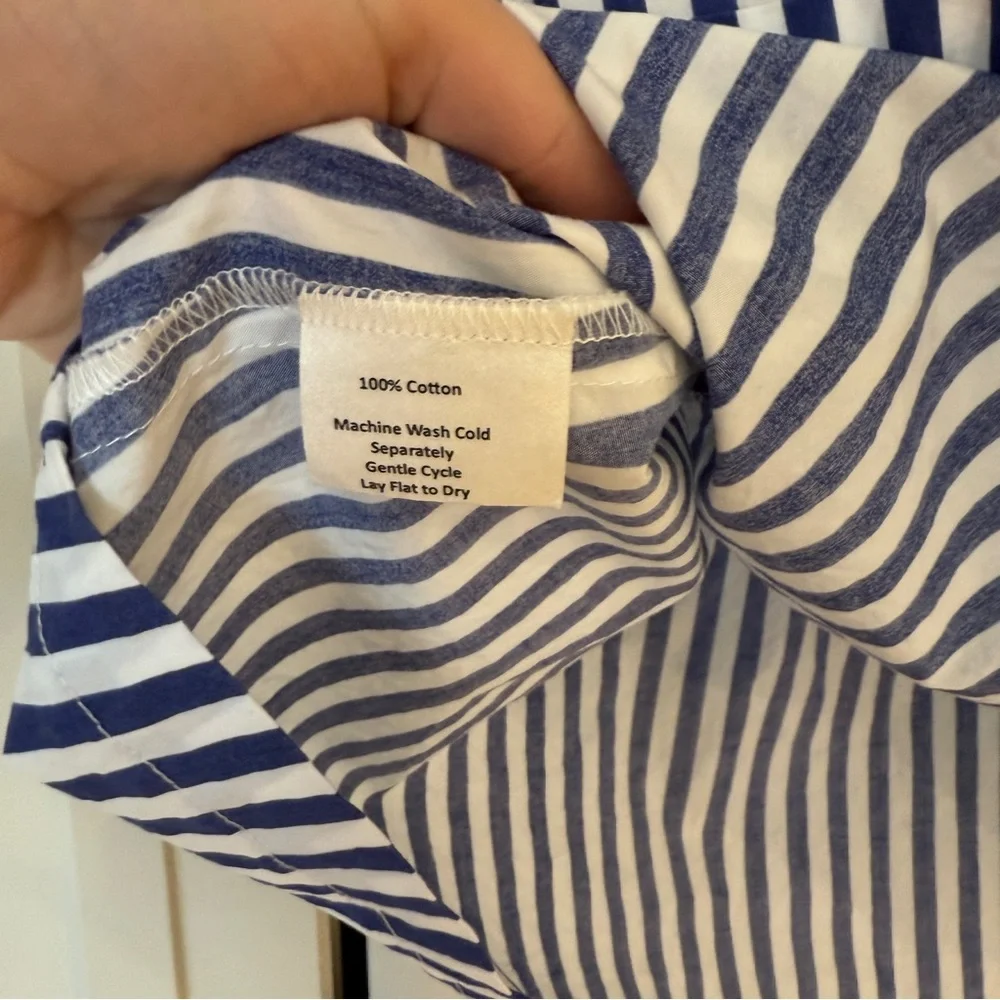 100% Cotton
Machine Wash Cold
Separately
Gentle Cycle
Lay Flat to Dry